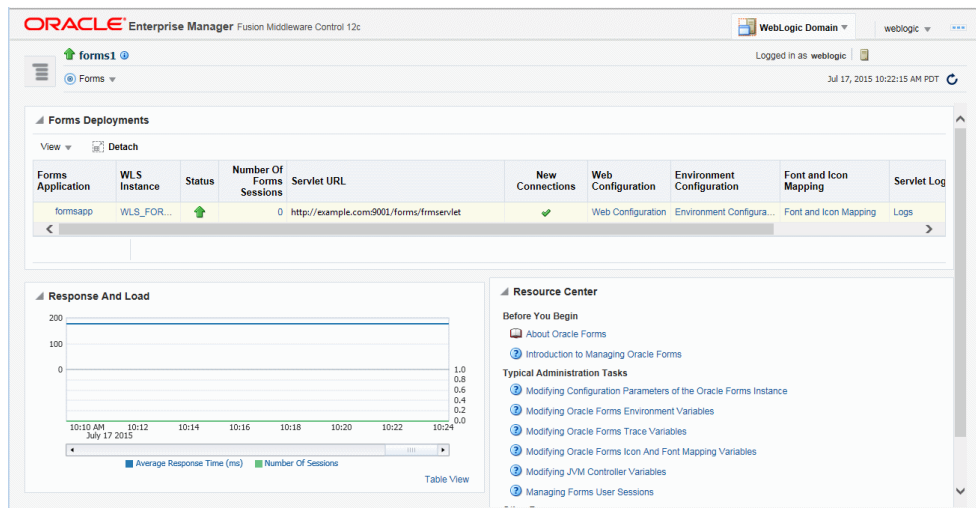 ORACLE Enterprise Manager Fusion Middleware Control 12c
WebLogic Domain
weblogic
forms1
Logged in as weblogic
Forms
Jul 17, 2015 10:22:15 AM PDT
Forms Deployments
View
Detach
Forms Application
WLS Instance
Status
Number Of Forms Sessions
Servlet URL
New Connections
Web Configuration
Environment Configuration
Font and Icon Mapping
Servlet Log
formsapp
WLS_FOR...
0
http://example.com:9001/forms/frmservlet
Web Configuration
Environment Configura...
Font and Icon Mapping
Logs
Response And Load
200
100
0
1.0
0.8
0.6
0.4
0.2
0.0
10:10 AM
10:12
10:14
10:16
10:18
10:20
10:22
10:24
July 17 2015
Average Response Time (ms)
Number Of Sessions
Table View
Resource Center
Before You Begin
About Oracle Forms
Introduction to Managing Oracle Forms
Typical Administration Tasks
Modifying Configuration Parameters of the Oracle Forms Instance
Modifying Oracle Forms Environment Variables
Modifying Oracle Forms Trace Variables
Modifying Oracle Forms Icon And Font Mapping Variables
Modifying JVM Controller Variables
Managing Forms User Sessions